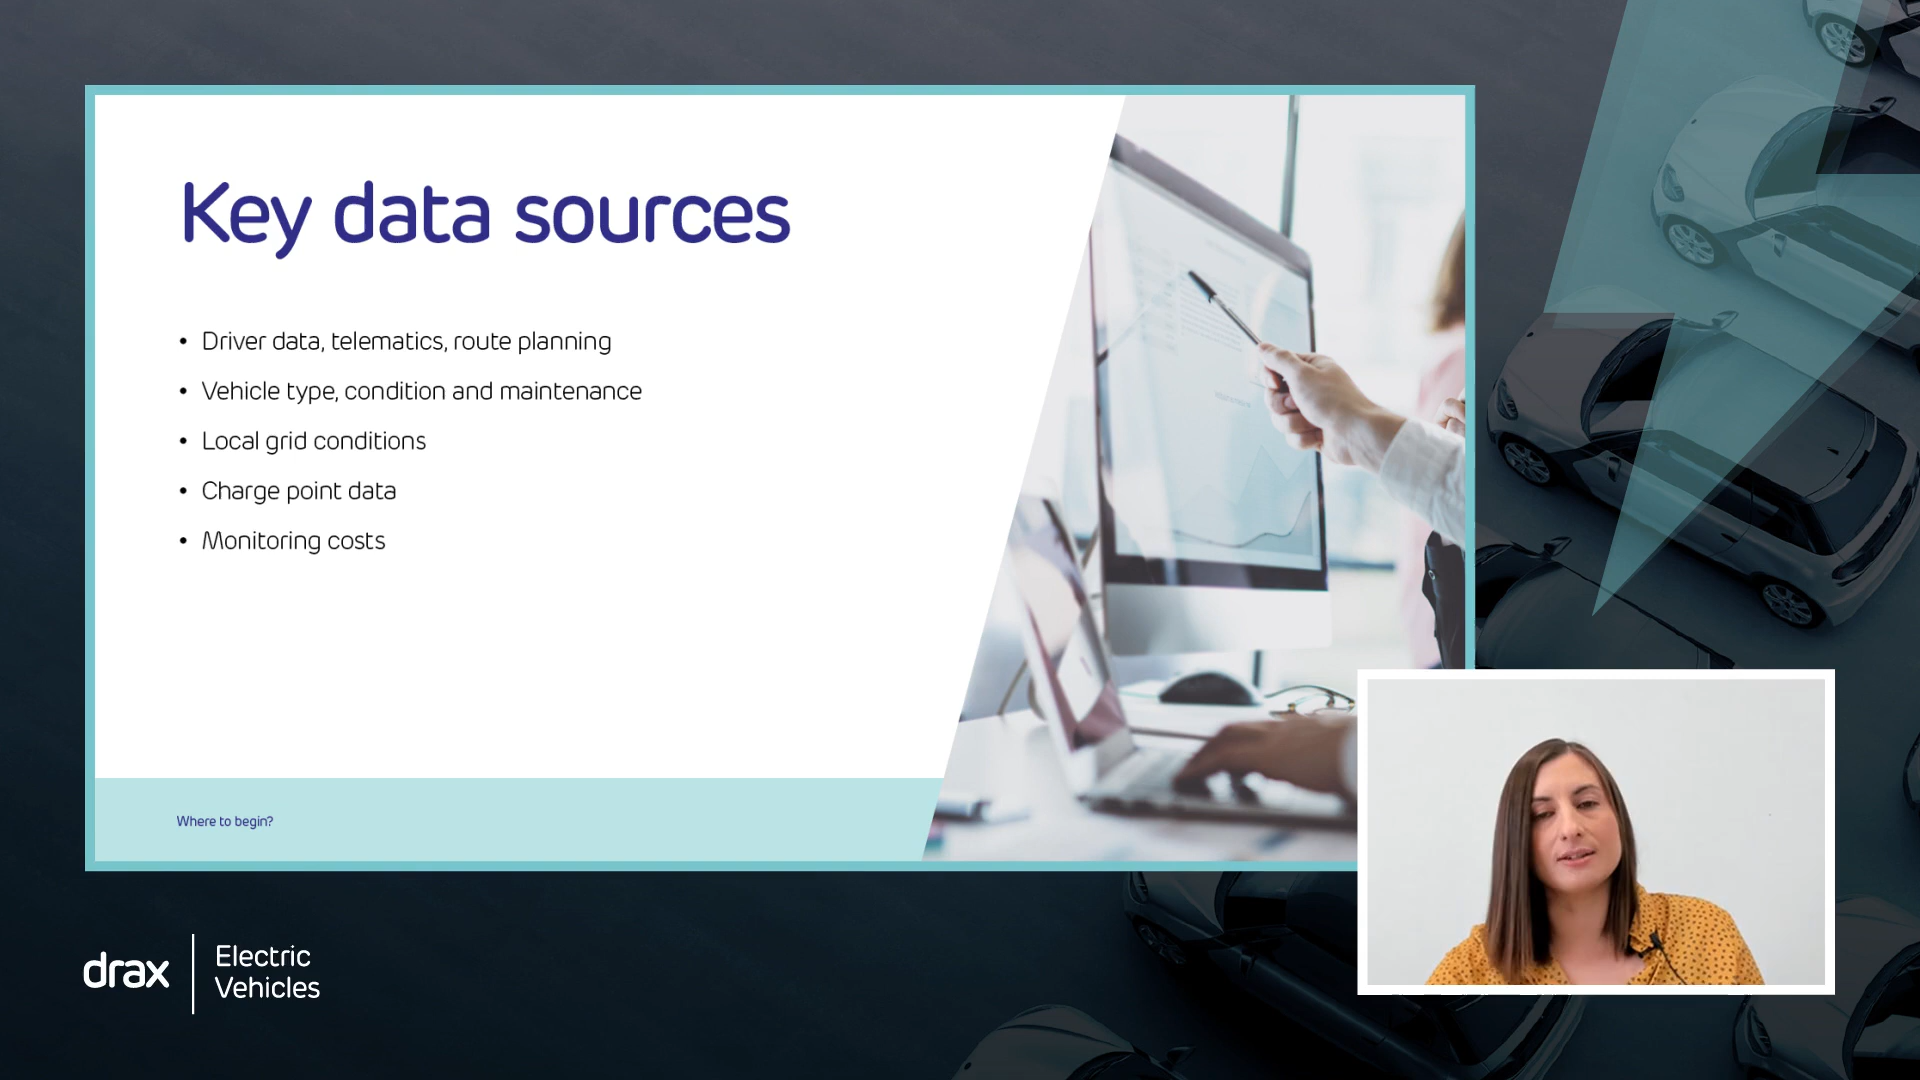 Key data sources
• Driver data, telematics, route planning
• Vehicle type, condition and maintenance
• Local grid conditions
• Charge point data
• Monitoring costs
Where to begin?
drax
Electric
Vehicles